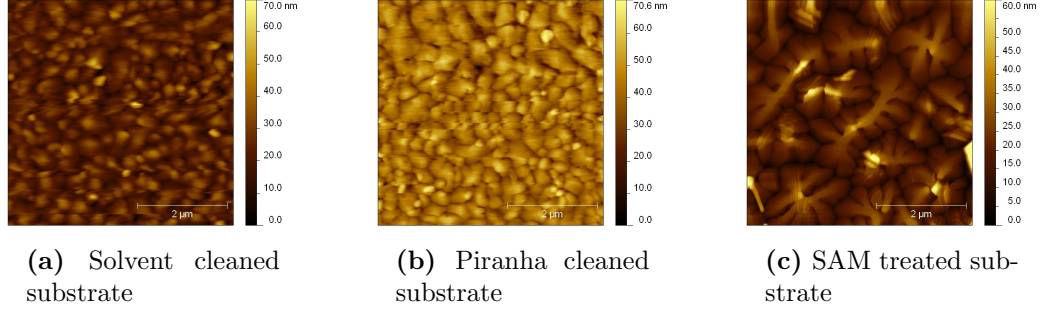 70.0 nm
60.0
50.0
40.0
30.0
20.0
10.0
0.0
2 µm
70.6 nm
60.0
50.0
40.0
30.0
20.0
10.0
0.0
2 µm
60.0 nm
50.0
45.0
40.0
35.0
30.0
25.0
20.0
15.0
10.0
5.0
0.0
2 µm
(a) Solvent cleaned
substrate
(b) Piranha cleaned
substrate
(c) SAM treated sub-
strate